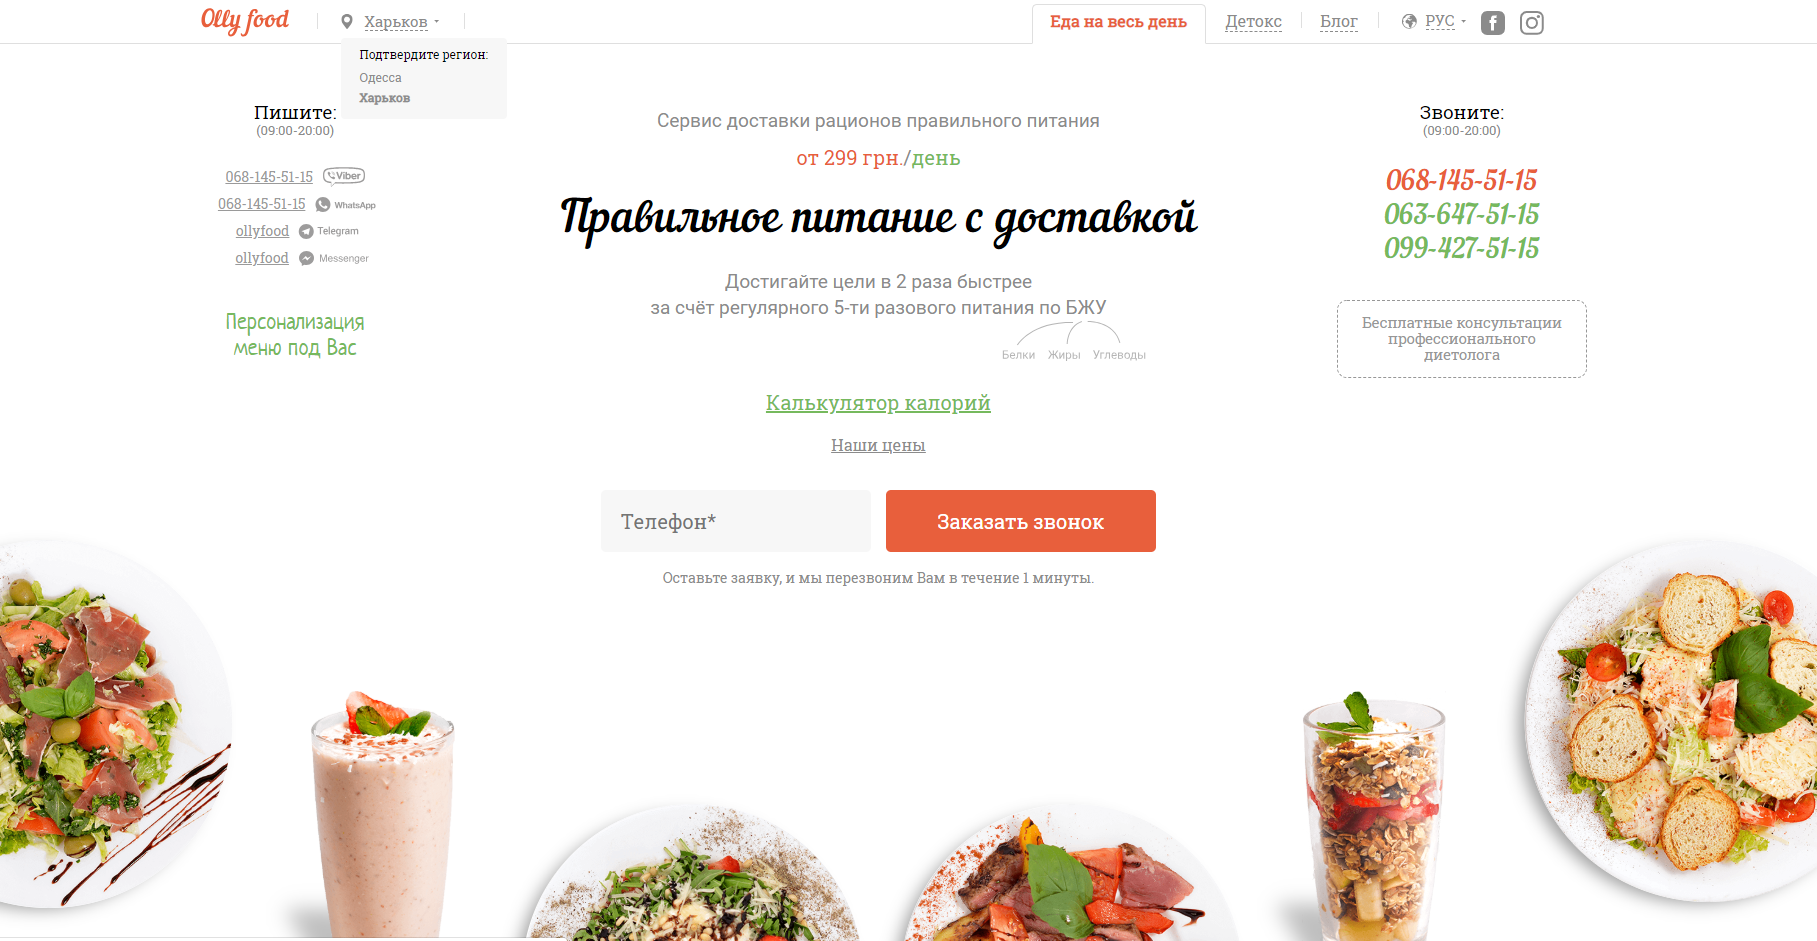 Olly food
Харьков
Еда на весь день
Детокс
Блог
РУС
Подтвердите регион:
Одесса
Харьков
Пишите:
(09:00-20:00)
068-145-51-15 Viber
068-145-51-15 WhatsApp
ollyfood Telegram
ollyfood Messenger
Персонализация
меню под Вас
Сервис доставки рационов правильного питания
от 299 грн./день
Правильное питание с доставкой
Достигайте цели в 2 раза быстрее
за счёт регулярного 5-ти разового питания по БЖУ
Белки Жиры Углеводы
Калькулятор калорий
Наши цены
Телефон*
Заказать звонок
Оставьте заявку, и мы перезвоним Вам в течение 1 минуты.
Звоните:
(09:00-20:00)
068-145-51-15
063-647-51-15
099-427-51-15
Бесплатные консультации
профессионального
диетолога